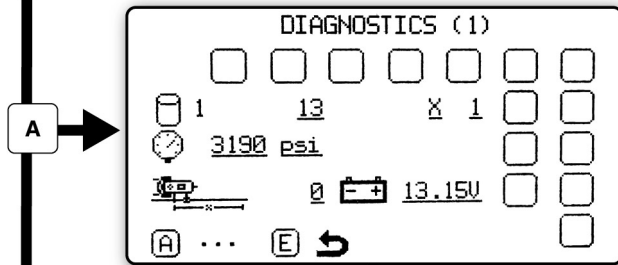 DIAGNOSTICS (1)
1 13 X 1
A
3190 psi
x
0 - + 13.15V
A ... E